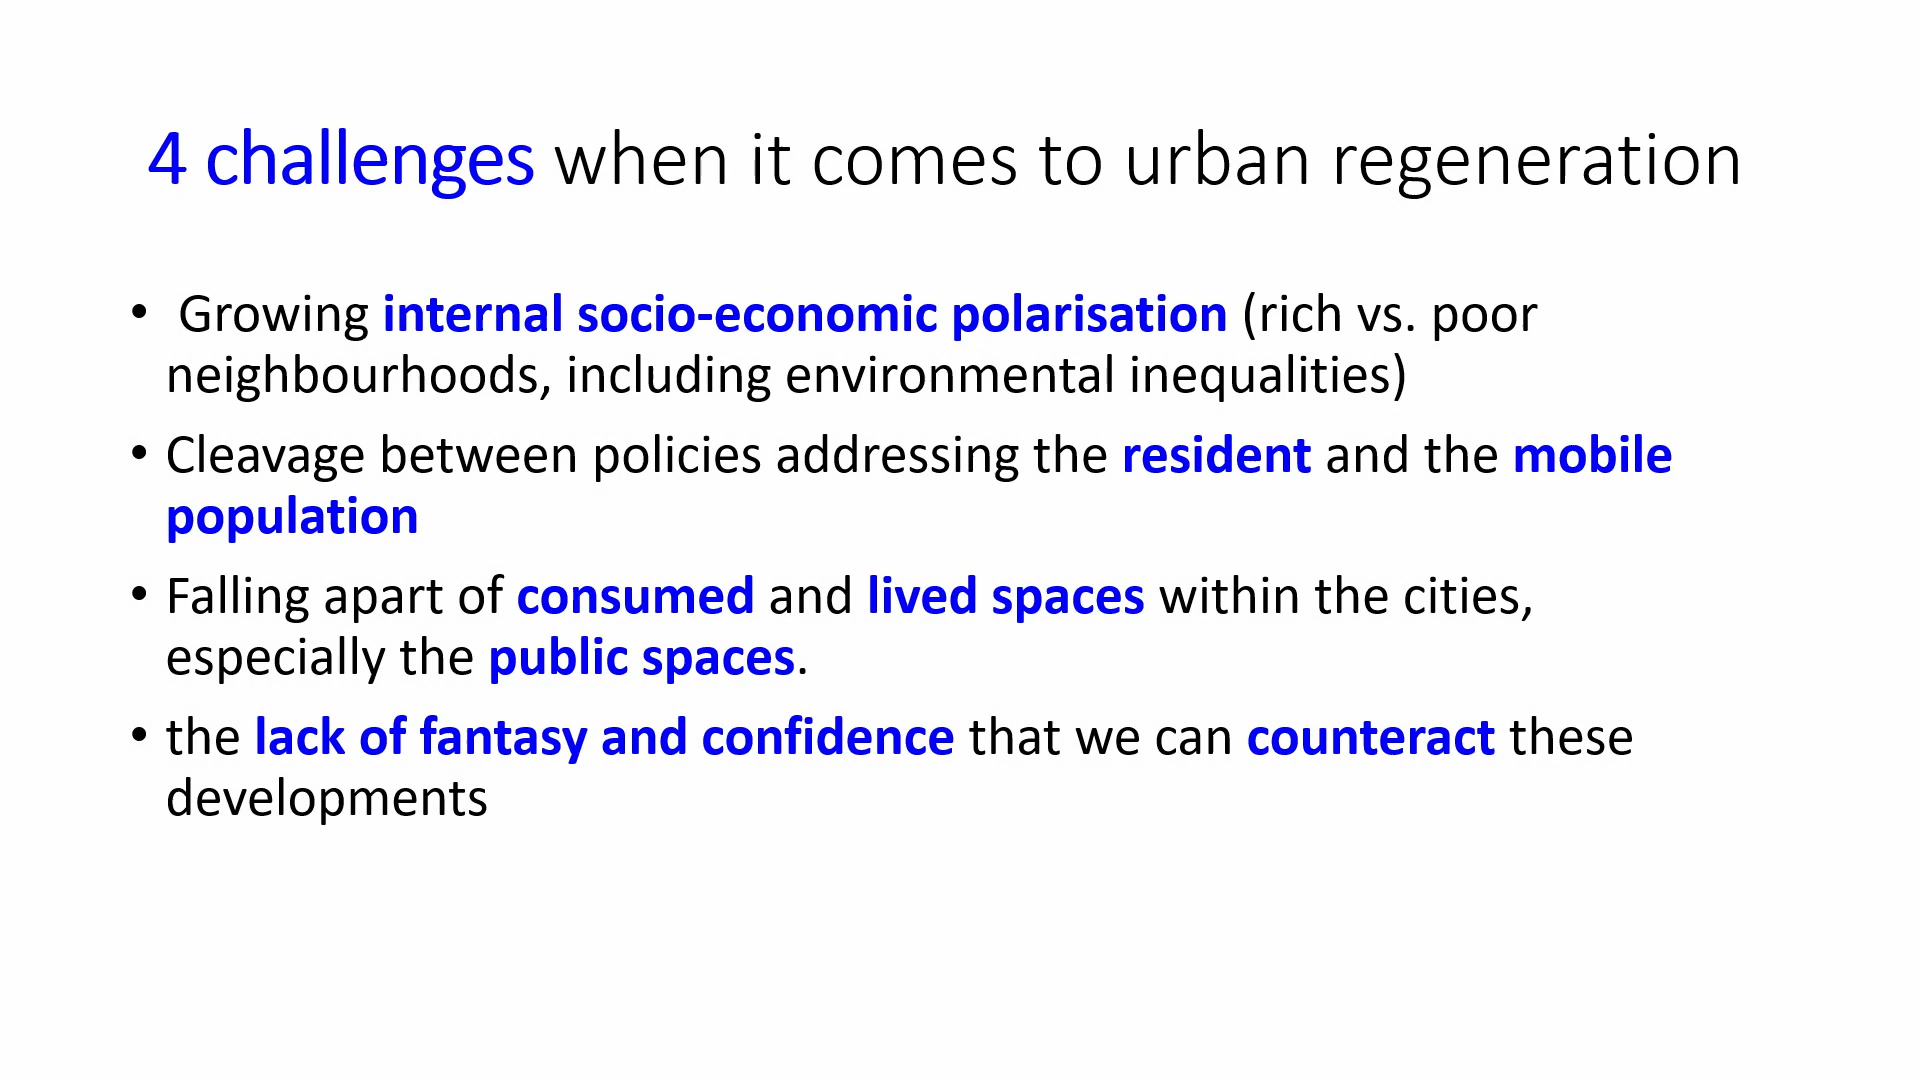 4 challenges when it comes to urban regeneration
• Growing internal socio-economic polarisation (rich vs. poor
neighbourhoods, including environmental inequalities)
• Cleavage between policies addressing the resident and the mobile
population
• Falling apart of consumed and lived spaces within the cities,
especially the public spaces.
• the lack of fantasy and confidence that we can counteract these
developments